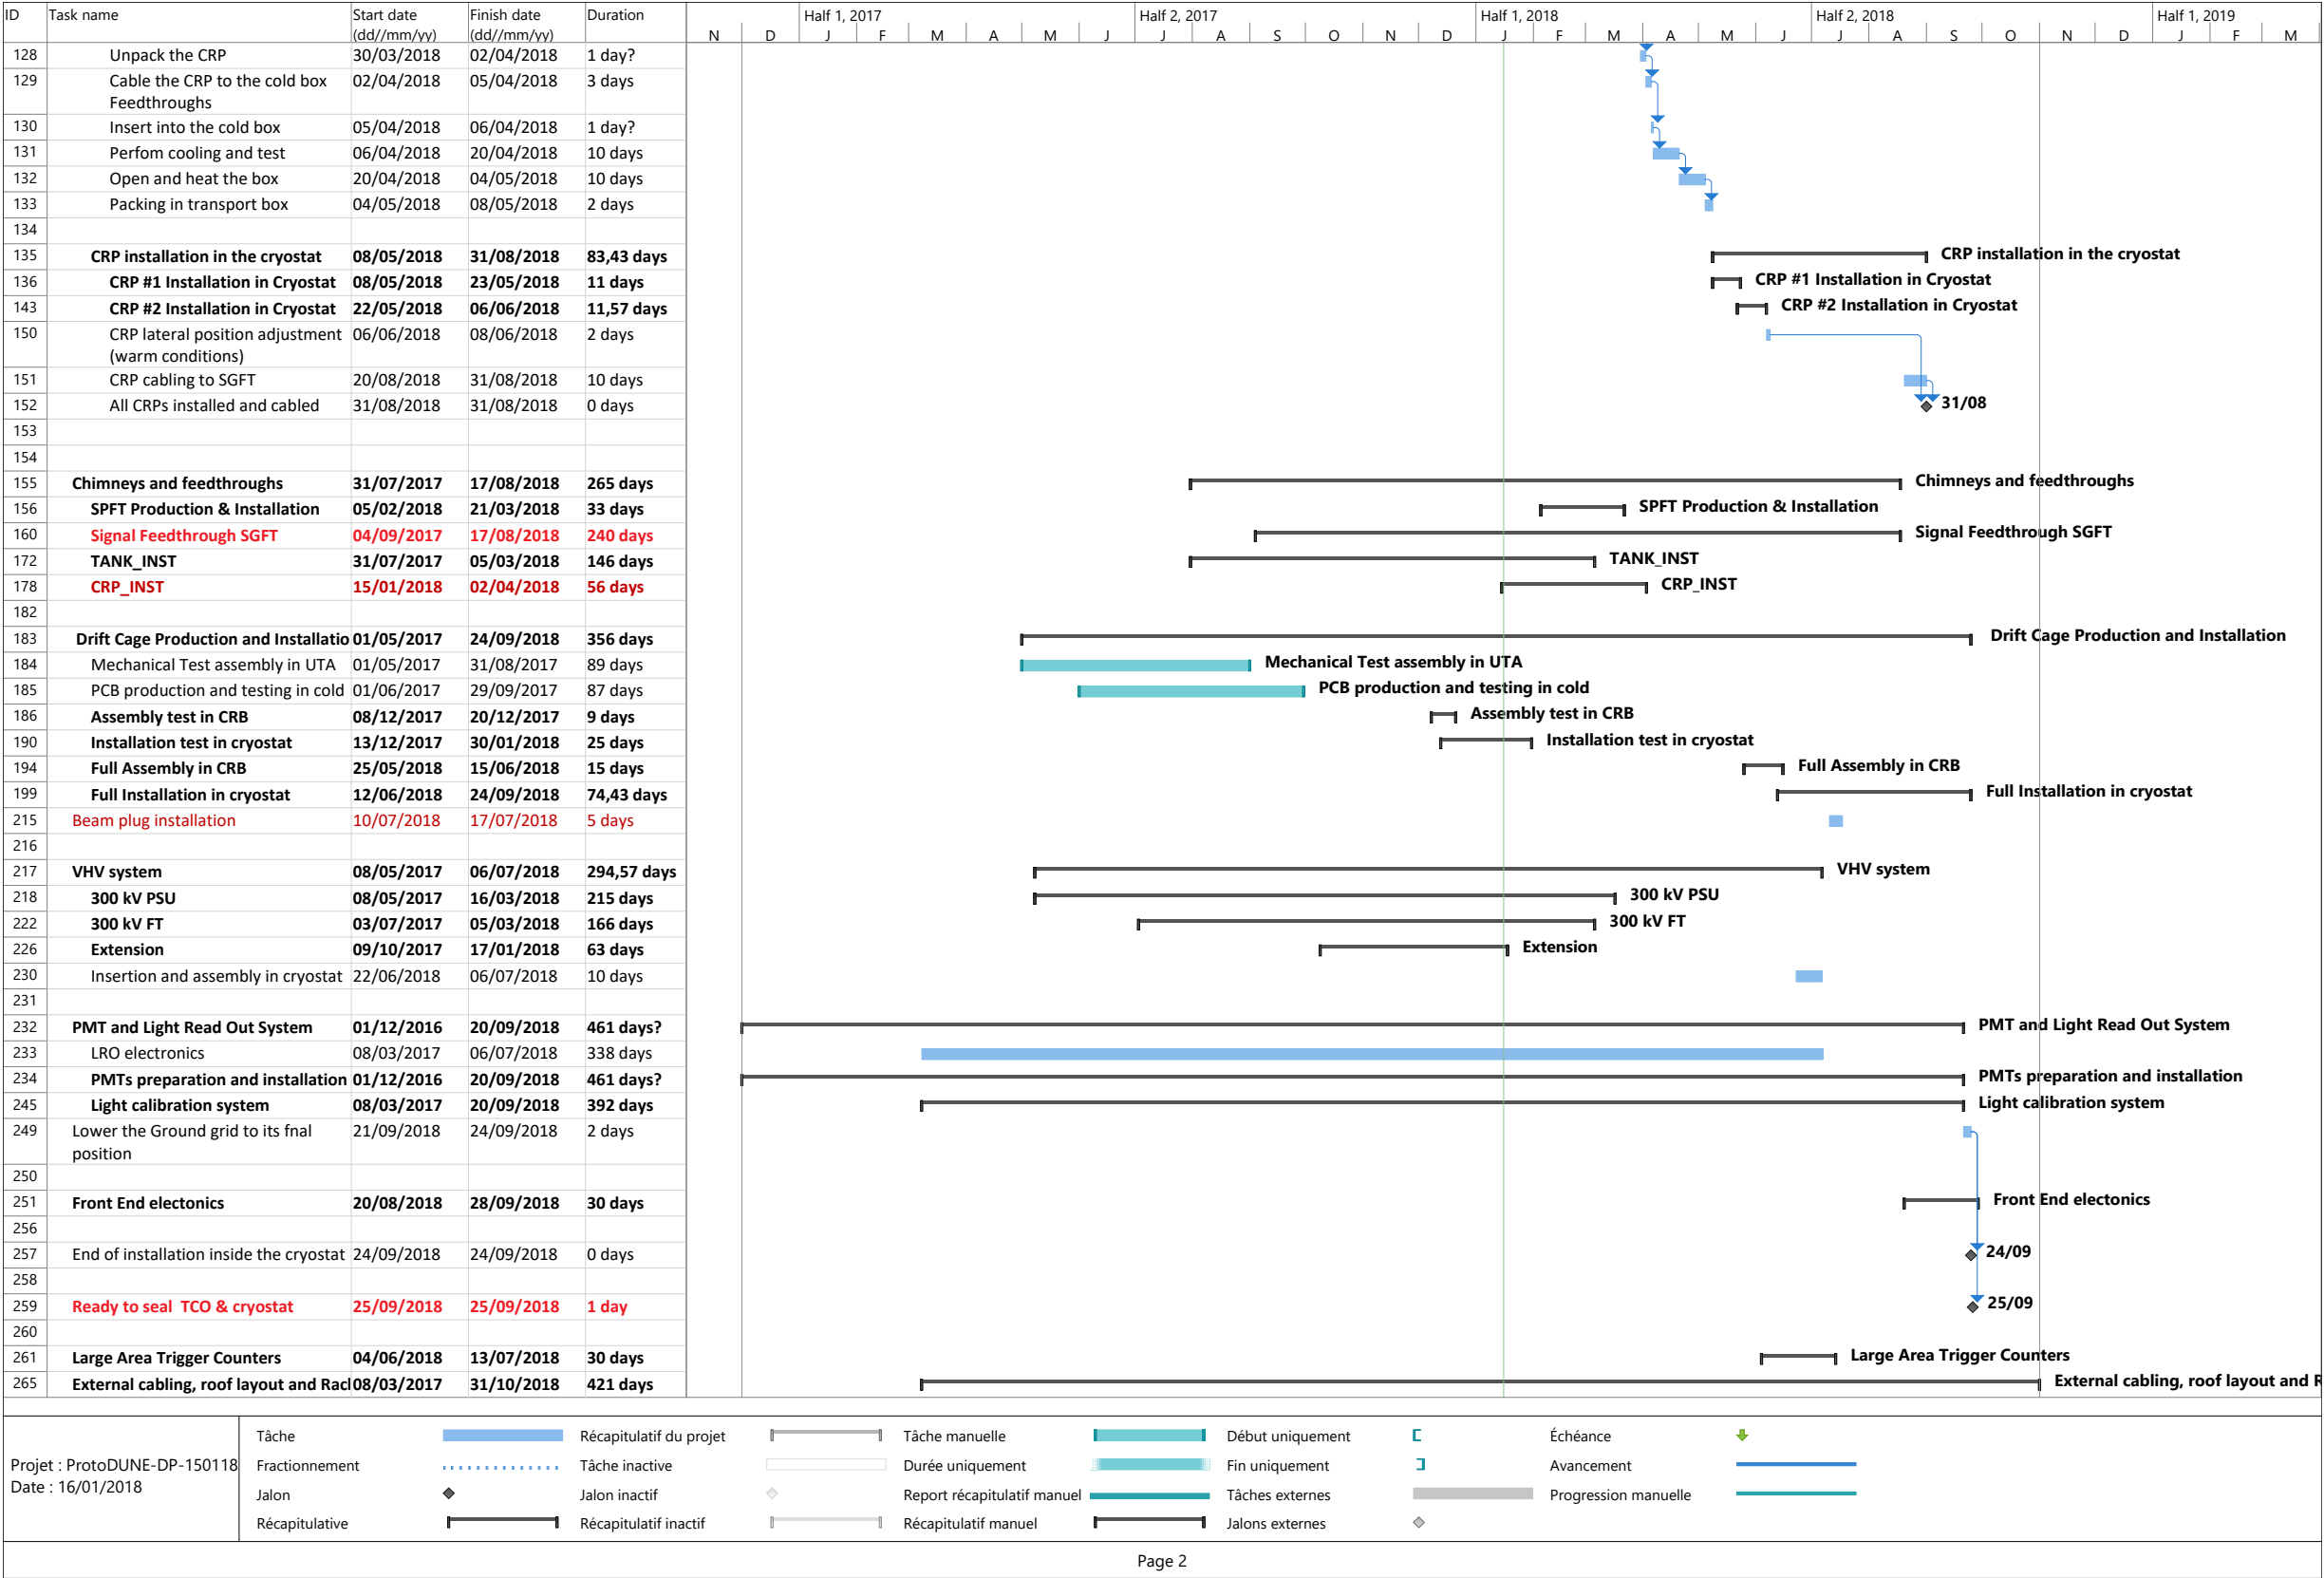 ID Task name Start date Finish date Duration Half 1, 2017 Half 2, 2017 Half 1, 2018 Half 2, 2018 Half 1, 2019
(dd//mm/yy) (dd//mm/yy) N D J F M A M J J A S O N D J F M A M J J A S O N D J F M
128 Unpack the CRP 30/03/2018 02/04/2018 1 day?
129 Cable the CRP to the cold box 02/04/2018 05/04/2018 3 days
Feedthroughs
130 Insert into the cold box 05/04/2018 06/04/2018 1 day?
131 Perfom cooling and test 06/04/2018 20/04/2018 10 days
132 Open and heat the box 20/04/2018 04/05/2018 10 days
133 Packing in transport box 04/05/2018 08/05/2018 2 days
134
135 CRP installation in the cryostat 08/05/2018 31/08/2018 83,43 days CRP installation in the cryostat
136 CRP #1 Installation in Cryostat 08/05/2018 23/05/2018 11 days CRP #1 Installation in Cryostat
143 CRP #2 Installation in Cryostat 22/05/2018 06/06/2018 11,57 days CRP #2 Installation in Cryostat
150 CRP lateral position adjustment 06/06/2018 08/06/2018 2 days
(warm conditions)
151 CRP cabling to SGFT 20/08/2018 31/08/2018 10 days
152 All CRPs installed and cabled 31/08/2018 31/08/2018 0 days 31/08
153
154
155 Chimneys and feedthroughs 31/07/2017 17/08/2018 265 days Chimneys and feedthroughs
156 SPFT Production & Installation 05/02/2018 21/03/2018 33 days SPFT Production & Installation
160 Signal Feedthrough SGFT 04/09/2017 17/08/2018 240 days Signal Feedthrough SGFT
172 TANK_INST 31/07/2017 05/03/2018 146 days TANK_INST
178 CRP_INST 15/01/2018 02/04/2018 56 days CRP_INST
182
183 Drift Cage Production and Installatio 01/05/2017 24/09/2018 356 days Drift Cage Production and Installation
184 Mechanical Test assembly in UTA 01/05/2017 31/08/2017 89 days Mechanical Test assembly in UTA
185 PCB production and testing in cold 01/06/2017 29/09/2017 87 days PCB production and testing in cold
186 Assembly test in CRB 08/12/2017 20/12/2017 9 days Assembly test in CRB
190 Installation test in cryostat 13/12/2017 30/01/2018 25 days Installation test in cryostat
194 Full Assembly in CRB 25/05/2018 15/06/2018 15 days Full Assembly in CRB
199 Full Installation in cryostat 12/06/2018 24/09/2018 74,43 days Full Installation in cryostat
215 Beam plug installation 10/07/2018 17/07/2018 5 days
216
217 VHV system 08/05/2017 06/07/2018 294,57 days VHV system
218 300 kV PSU 08/05/2017 16/03/2018 215 days 300 kV PSU
222 300 kV FT 03/07/2017 05/03/2018 166 days 300 kV FT
226 Extension 09/10/2017 17/01/2018 63 days Extension
230 Insertion and assembly in cryostat 22/06/2018 06/07/2018 10 days
231
232 PMT and Light Read Out System 01/12/2016 20/09/2018 461 days? PMT and Light Read Out System
233 LRO electronics 08/03/2017 06/07/2018 338 days
234 PMTs preparation and installation 01/12/2016 20/09/2018 461 days? PMTs preparation and installation
245 Light calibration system 08/03/2017 20/09/2018 392 days Light calibration system
249 Lower the Ground grid to its fnal 21/09/2018 24/09/2018 2 days
position
250
251 Front End electonics 20/08/2018 28/09/2018 30 days Front End electonics
256
257 End of installation inside the cryostat 24/09/2018 24/09/2018 0 days 24/09
258
259 Ready to seal TCO & cryostat 25/09/2018 25/09/2018 1 day 25/09
260
261 Large Area Trigger Counters 04/06/2018 13/07/2018 30 days Large Area Trigger Counters
265 External cabling, roof layout and Racl 08/03/2017 31/10/2018 421 days External cabling, roof layout and R
Projet : ProtoDUNE-DP-150118
Date : 16/01/2018
Tâche Récapitulatif du projet Tâche manuelle Début uniquement Échéance
Fractionnement Tâche inactive Durée uniquement Fin uniquement Avancement
Jalon Jalon inactif Report récapitulatif manuel Tâches externes Progression manuelle
Récapitulative Récapitulatif inactif Récapitulatif manuel Jalons externes
Page 2